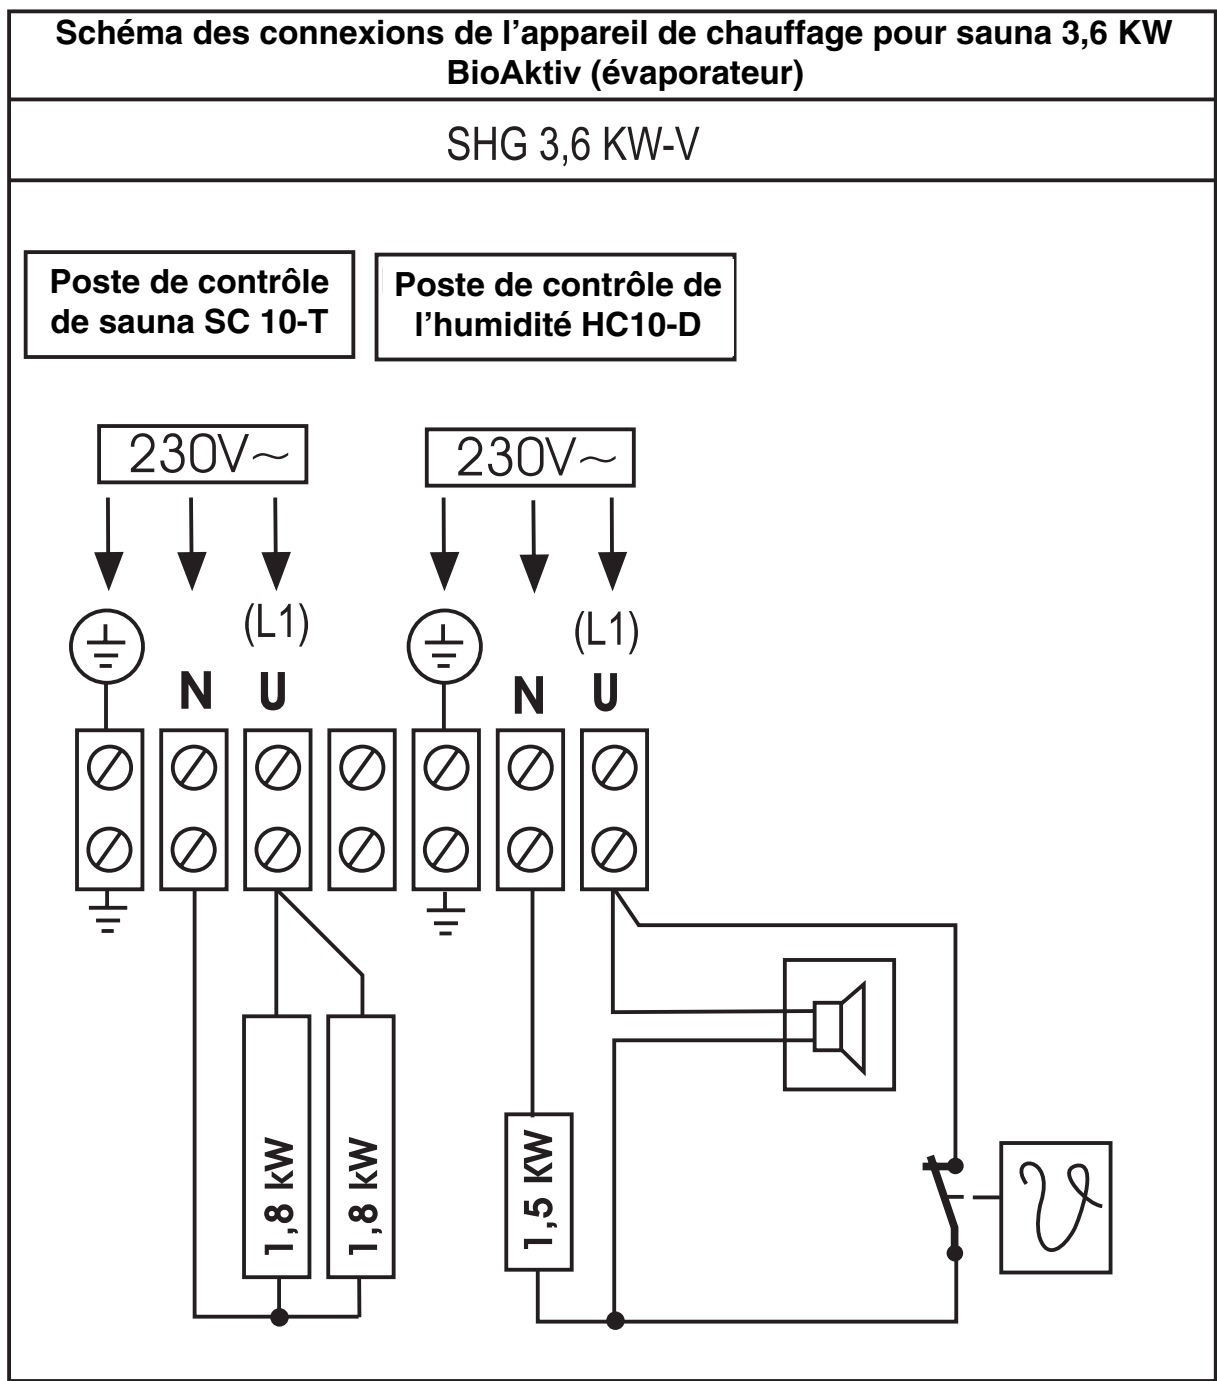 Schéma des connexions de l’appareil de chauffage pour sauna 3,6 KW
BioAktiv (évaporateur)
SHG 3,6 KW-V
Poste de contrôle
de sauna SC 10-T
Poste de contrôle de
l’humidité HC10-D
230V~
230V~
(L1)
(L1)
N
U
N
U
1,8 kW
1,8 kW
1,5 KW